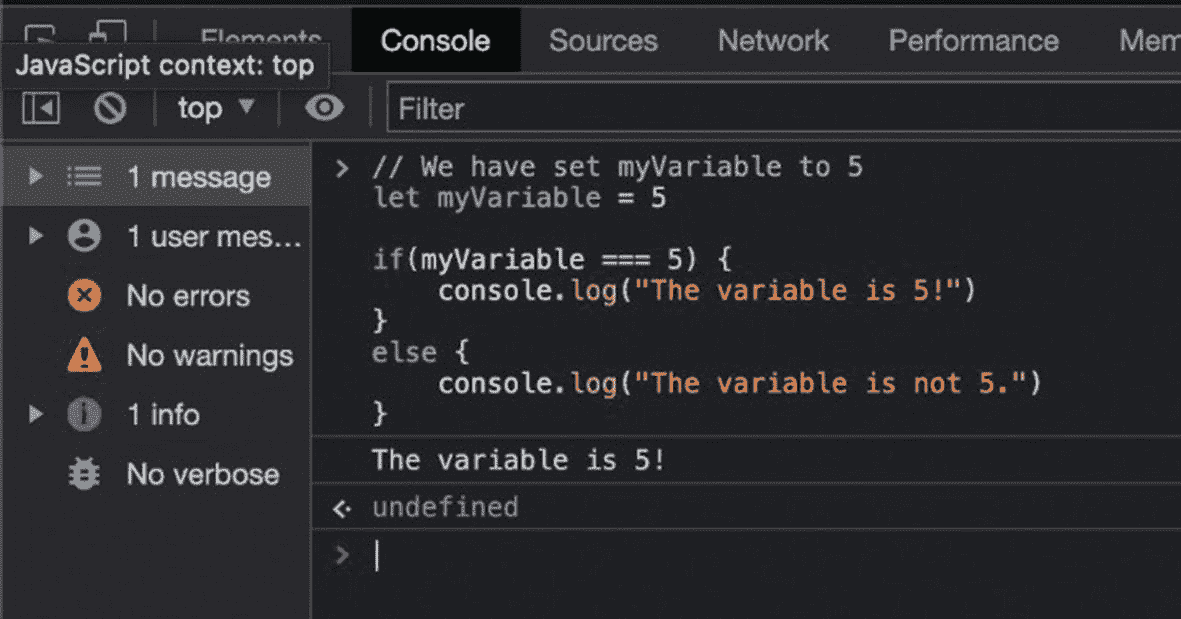 Elements Console Sources Network Performance Mem
JavaScript context: top
top Filter
1 message
1 user mes...
No errors
No warnings
1 info
No verbose
// We have set myVariable to 5
let myVariable = 5
if(myVariable === 5) {
    console.log("The variable is 5!")
}
else {
    console.log("The variable is not 5.")
}
The variable is 5!
undefined